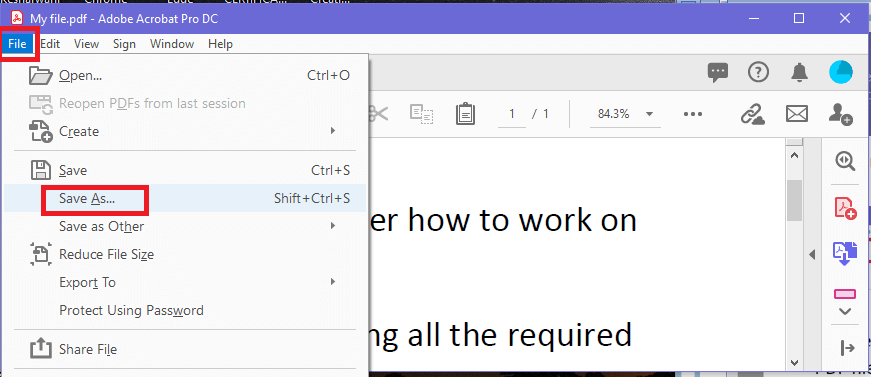 My file.pdf - Adobe Acrobat Pro DC
File Edit View Sign Window Help
Open... Ctrl+O
Reopen PDFs from last session
Create
1 / 1 84.3%
Save Ctrl+S
Save As... Shift+Ctrl+S
er how to work on
Save as Other
Reduce File Size
Export To
Protect Using Password
ng all the required
Share File